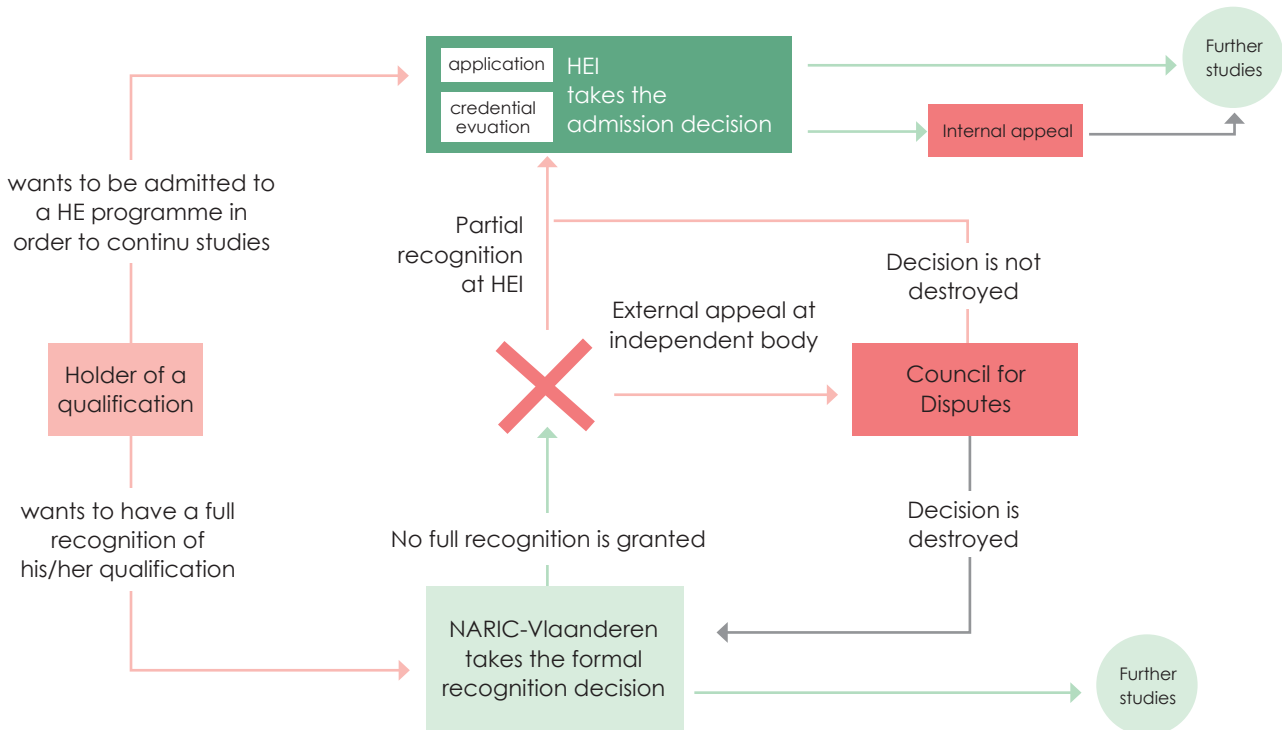 application
credential
evuation
HEI
takes the
admission decision
Further
studies
Internal appeal
wants to be admitted to
a HE programme in
order to continu studies
Partial
recognition
at HEI
Decision is not
destroyed
External appeal at
independent body
Holder of a
qualification
Council for
Disputes
wants to have a full
recognition of
his/her qualification
No full recognition is granted
Decision is
destroyed
NARIC-Vlaanderen
takes the formal
recognition decision
Further
studies